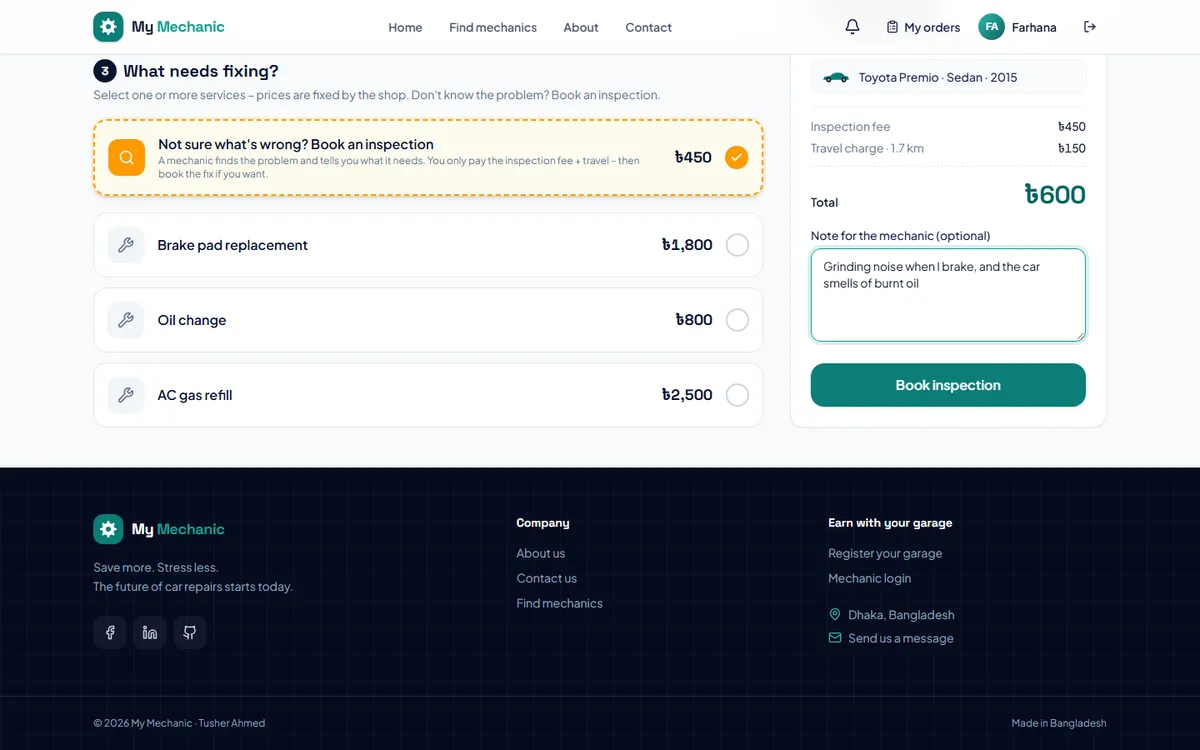 My Mechanic
Home
Find mechanics
About
Contact
My orders
FA
Farhana
3 What needs fixing?
Select one or more services – prices are fixed by the shop. Don't know the problem? Book an inspection.
Not sure what's wrong? Book an inspection
A mechanic finds the problem and tells you what it needs. You only pay the inspection fee + travel – then
book the fix if you want.
৳450
Brake pad replacement
৳1,800
Oil change
৳800
AC gas refill
৳2,500
Toyota Premio · Sedan · 2015
Inspection fee
৳450
Travel charge · 1.7 km
৳150
Total
৳600
Note for the mechanic (optional)
Grinding noise when I brake, and the car
smells of burnt oil
Book inspection
My Mechanic
Save more. Stress less.
The future of car repairs starts today.
Company
About us
Contact us
Find mechanics
Earn with your garage
Register your garage
Mechanic login
Dhaka, Bangladesh
Send us a message
© 2026 My Mechanic · Tusher Ahmed
Made in Bangladesh